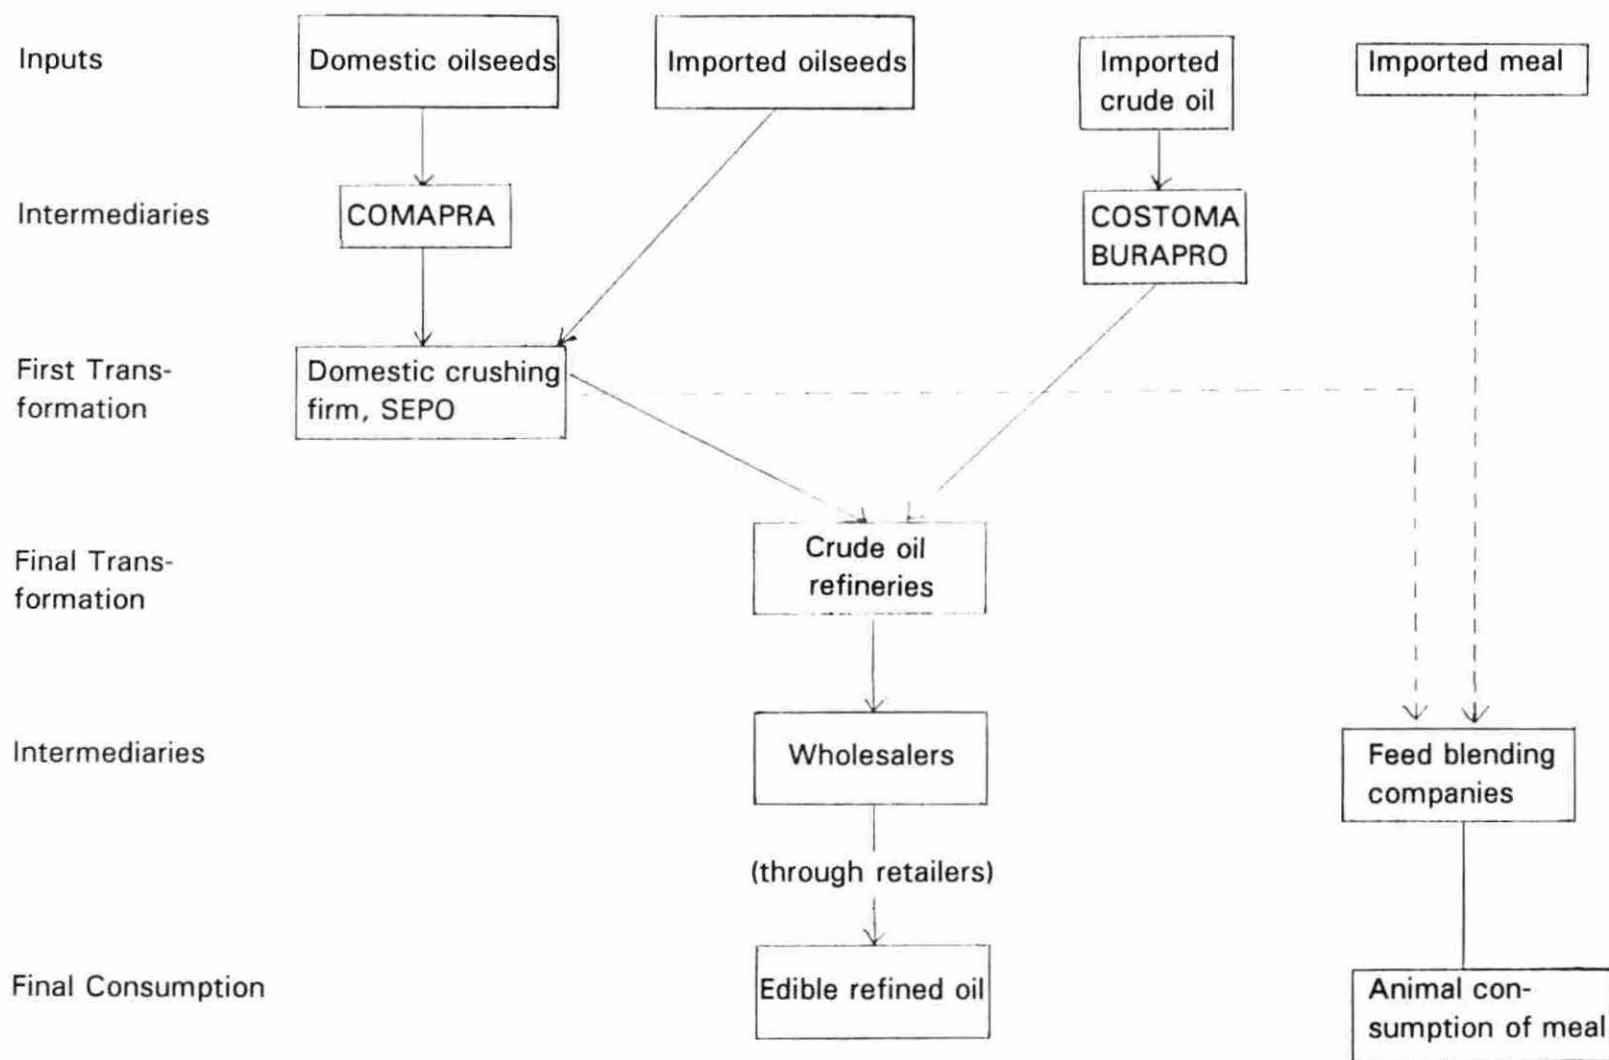 Inputs
Domestic oilseeds
Imported oilseeds
Imported
crude oil
Imported meal
Intermediaries
COMAPRA
COSTOMA
BURAPRO
First Trans-
formation
Domestic crushing
firm, SEPO
Final Trans-
formation
Crude oil
refineries
Intermediaries
Wholesalers
Feed blending
companies
(through retailers)
Final Consumption
Edible refined oil
Animal con-
sumption of meal